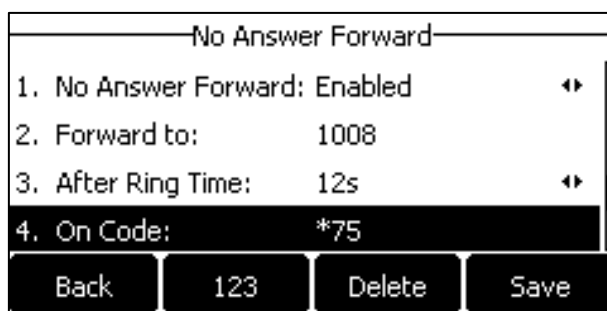 No Answer Forward
1. No Answer Forward: Enabled
2. Forward to: 1008
3. After Ring Time: 12s
4. On Code: *75
Back 123 Delete Save